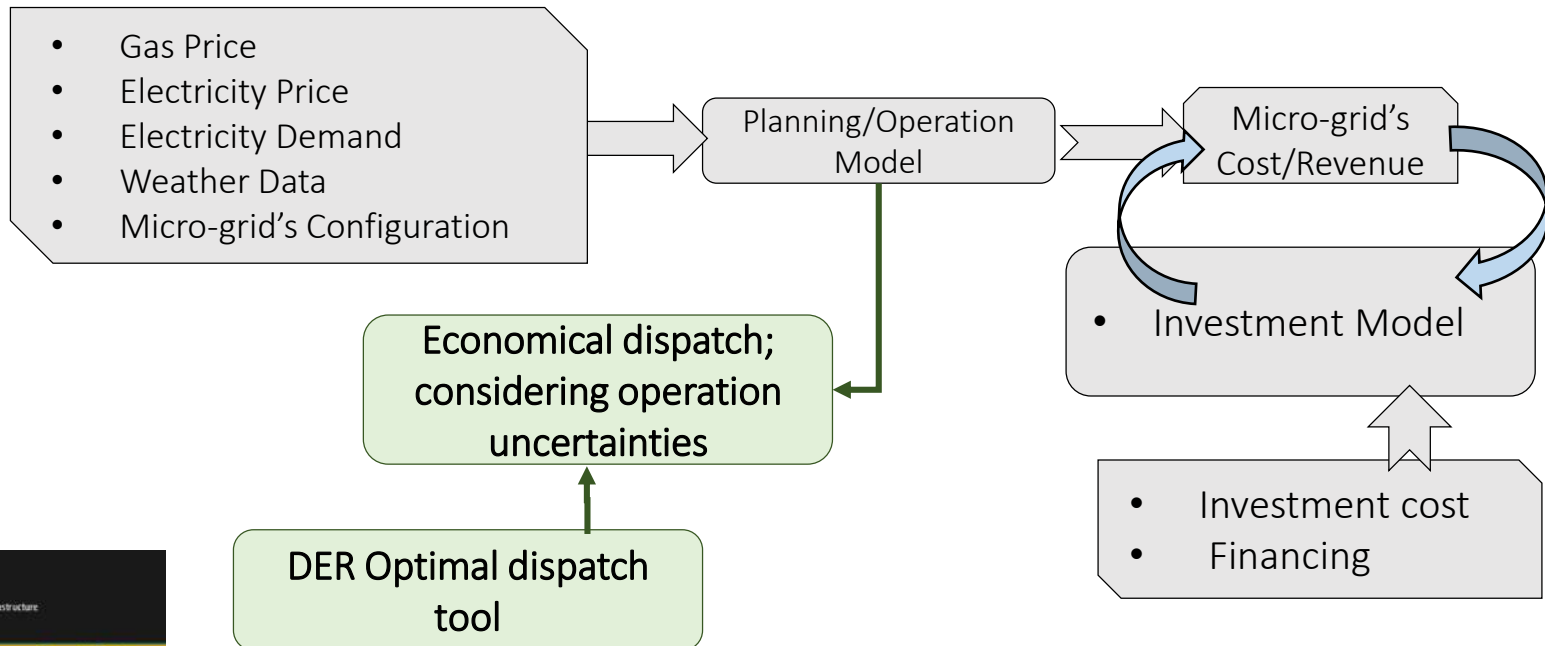 • Gas Price
• Electricity Price
• Electricity Demand
• Weather Data
• Micro-grid's Configuration
Planning/Operation
Model
Micro-grid's
Cost/Revenue
• Investment Model
Economical dispatch;
considering operation
uncertainties
• Investment cost
• Financing
DER Optimal dispatch
tool